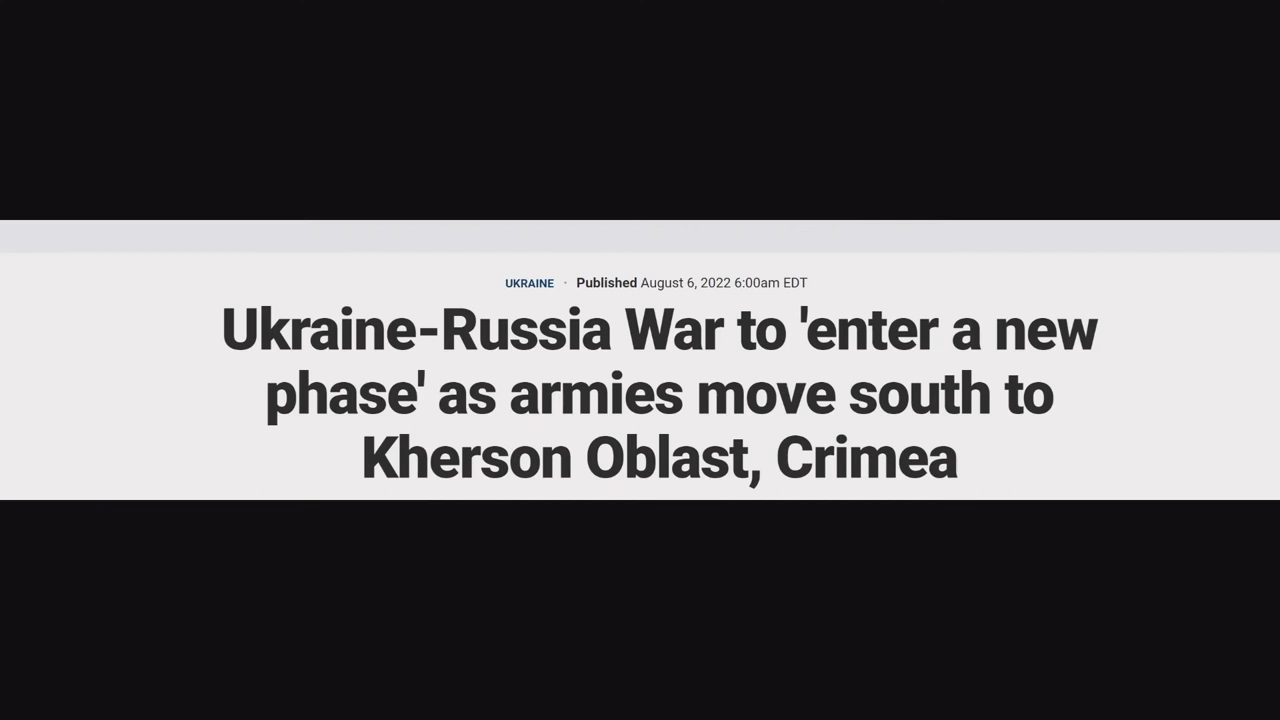 UKRAINE · Published August 6, 2022 6:00am EDT
Ukraine-Russia War to 'enter a new
phase' as armies move south to
Kherson Oblast, Crimea